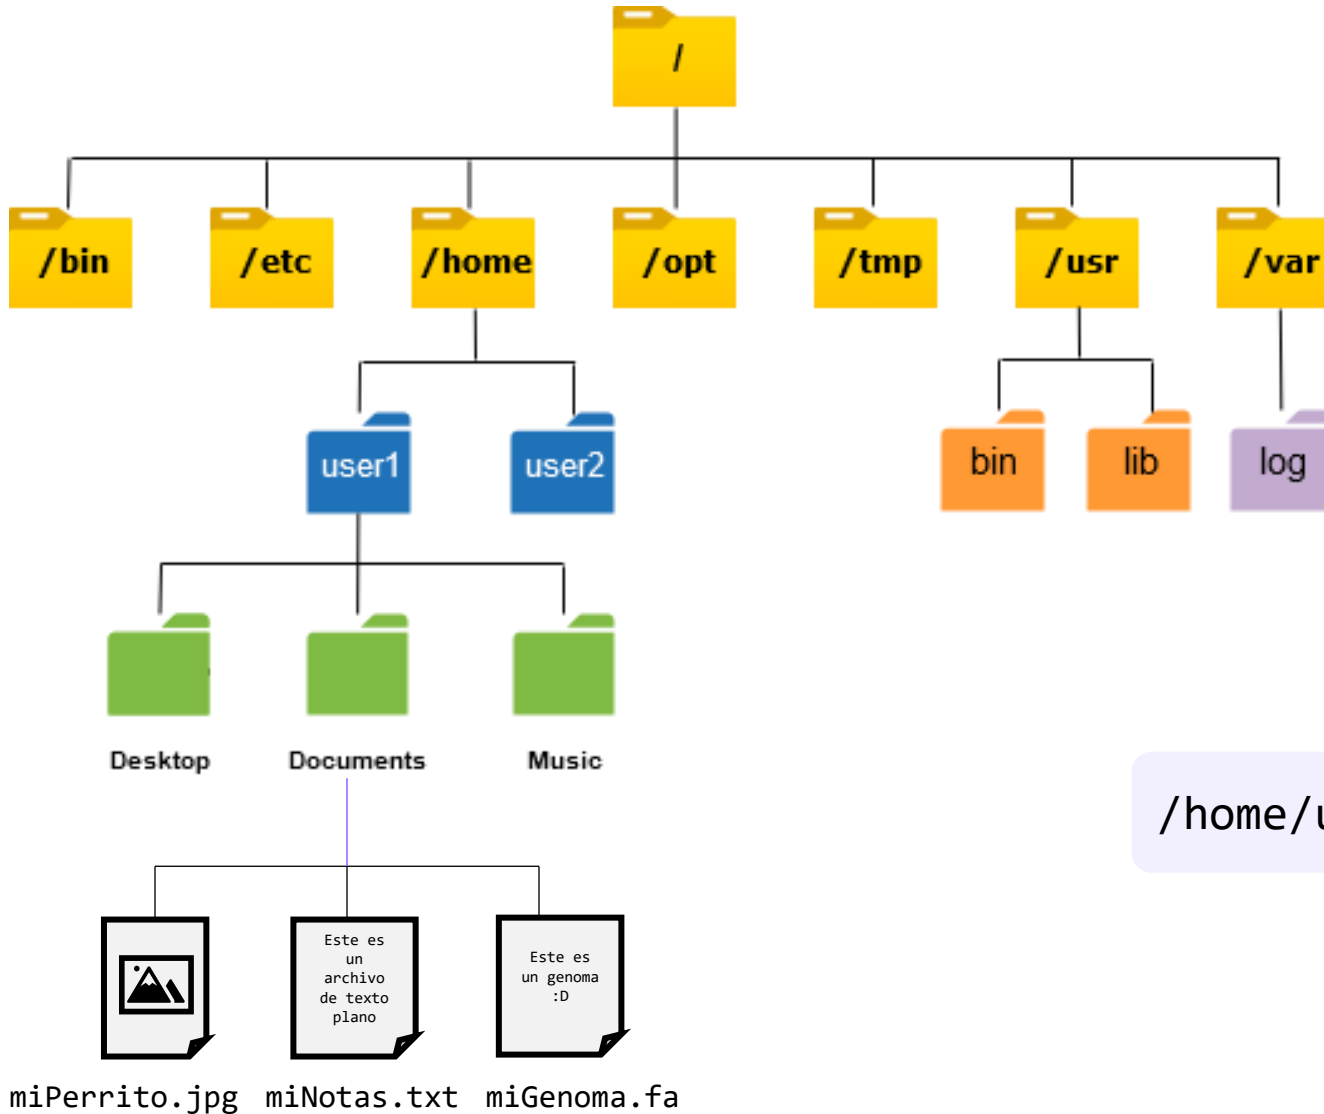 /
/bin
/etc
/home
/opt
/tmp
/usr
/var
user1
user2
bin
lib
log
Desktop
Documents
Music
/home/
Este es
un
archivo
de texto
plano
Este es
un genoma
:D
miPerrito.jpg
miNotas.txt
miGenoma.fa